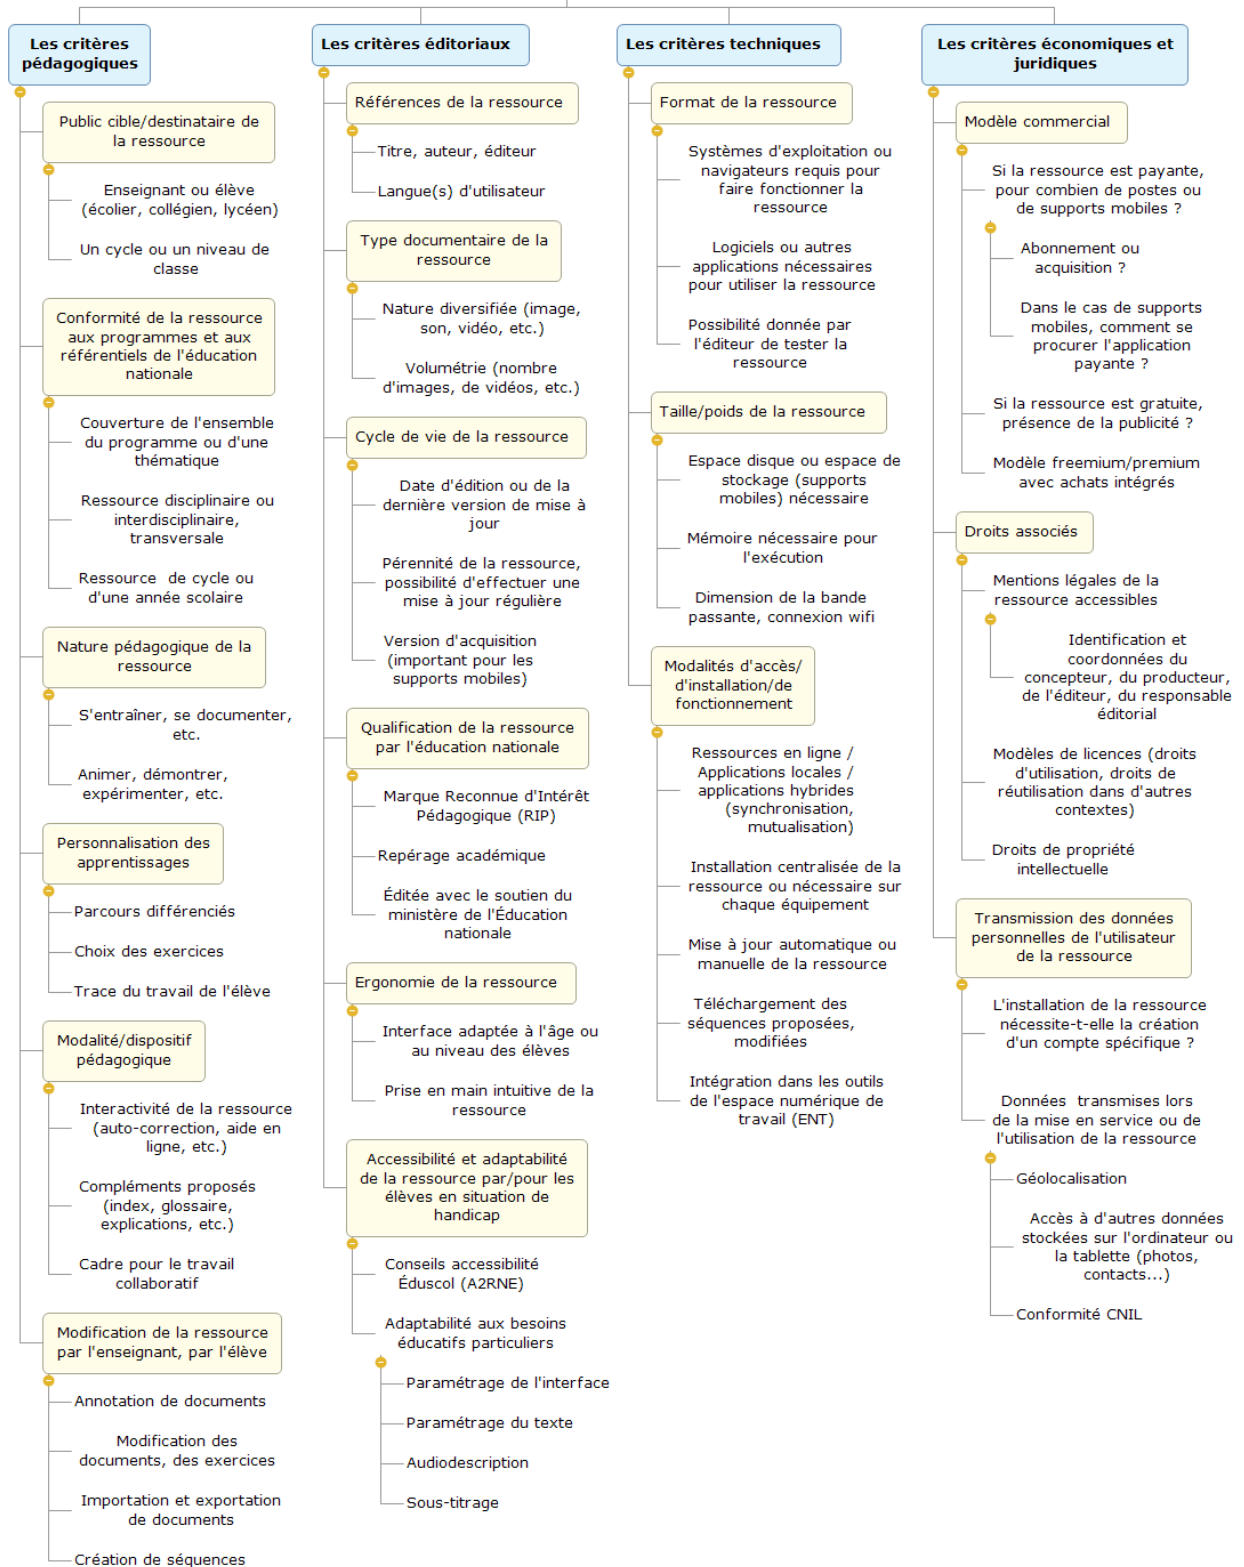 Les critères
pédagogiques
Public cible/destinataire de
la ressource
Enseignant ou élève
(écolier, collégien, lycéen)
Un cycle ou un niveau de
classe
Conformité de la ressource
aux programmes et aux
référentiels de l'éducation
nationale
Couverture de l'ensemble
du programme ou d'une
thématique
Ressource disciplinaire ou
interdisciplinaire,
transversale
Ressource de cycle ou
d'une année scolaire
Nature pédagogique de la
ressource
S'entraîner, se documenter,
etc.
Animer, démontrer,
expérimenter, etc.
Personnalisation des
apprentissages
Parcours différenciés
Choix des exercices
Trace du travail de l'élève
Modalité/dispositif
pédagogique
Interactivité de la ressource
(auto-correction, aide en
ligne, etc.)
Compléments proposés
(index, glossaire,
explications, etc.)
Cadre pour le travail
collaboratif
Modification de la ressource
par l'enseignant, par l'élève
Annotation de documents
Modification des
documents, des exercices
Importation et exportation
de documents
Création de séquences
Les critères éditoriaux
Références de la ressource
Titre, auteur, éditeur
Langue(s) d'utilisateur
Type documentaire de la
ressource
Nature diversifiée (image,
son, vidéo, etc.)
Volumétrie (nombre
d'images, de vidéos, etc.)
Cycle de vie de la ressource
Date d'édition ou de la
dernière version de mise à
jour
Pérennité de la ressource,
possibilité d'effectuer une
mise à jour régulière
Version d'acquisition
(important pour les
supports mobiles)
Qualification de la ressource
par l'éducation nationale
Marque Reconnue d'Intérêt
Pédagogique (RIP)
Repérage académique
Éditée avec le soutien du
ministère de l'Éducation
nationale
Ergonomie de la ressource
Interface adaptée à l'âge ou
au niveau des élèves
Prise en main intuitive de la
ressource
Accessibilité et adaptabilité
de la ressource par/pour les
élèves en situation de
handicap
Conseils accessibilité
Éduscol (A2RNE)
Adaptabilité aux besoins
éducatifs particuliers
Paramétrage de l'interface
Paramétrage du texte
Audiodescription
Sous-titrage
Les critères techniques
Format de la ressource
Systèmes d'exploitation ou
navigateurs requis pour
faire fonctionner la
ressource
Logiciels ou autres
applications nécessaires
pour utiliser la ressource
Possibilité donnée par
l'éditeur de tester la
ressource
Taille/poids de la ressource
Espace disque ou espace de
stockage (supports
mobiles) nécessaire
Mémoire nécessaire pour
l'exécution
Dimension de la bande
passante, connexion wifi
Modalités d'accès/
d'installation/de
fonctionnement
Ressources en ligne /
Applications locales /
applications hybrides
(synchronisation,
mutualisation)
Installation centralisée de la
ressource ou nécessaire sur
chaque équipement
Mise à jour automatique ou
manuelle de la ressource
Téléchargement des
séquences proposées,
modifiées
Intégration dans les outils
de l'espace numérique de
travail (ENT)
Les critères économiques et
juridiques
Modèle commercial
Si la ressource est payante,
pour combien de postes ou
de supports mobiles ?
Abonnement ou
acquisition ?
Dans le cas de supports
mobiles, comment se
procurer l'application
payante ?
Si la ressource est gratuite,
présence de la publicité ?
Modèle freemium/premium
avec achats intégrés
Droits associés
Mentions légales de la
ressource accessibles
Identification et
coordonnées du
concepteur, du producteur,
de l'éditeur, du responsable
éditorial
Modèles de licences (droits
d'utilisation, droits de
réutilisation dans d'autres
contextes)
Droits de propriété
intellectuelle
Transmission des données
personnelles de l'utilisateur
de la ressource
L'installation de la ressource
nécessite-t-elle la création
d'un compte spécifique ?
Données transmises lors
de la mise en service ou de
l'utilisation de la ressource
Géolocalisation
Accès à d'autres données
stockées sur l'ordinateur ou
la tablette (photos,
contacts...)
Conformité CNIL